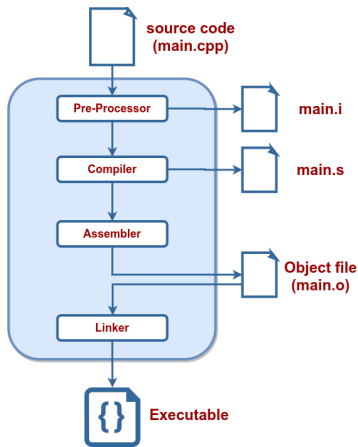 source code
(main.cpp)
Pre-Processor
main.i
Compiler
main.s
Assembler
Object file
(main.o)
Linker
{}
Executable